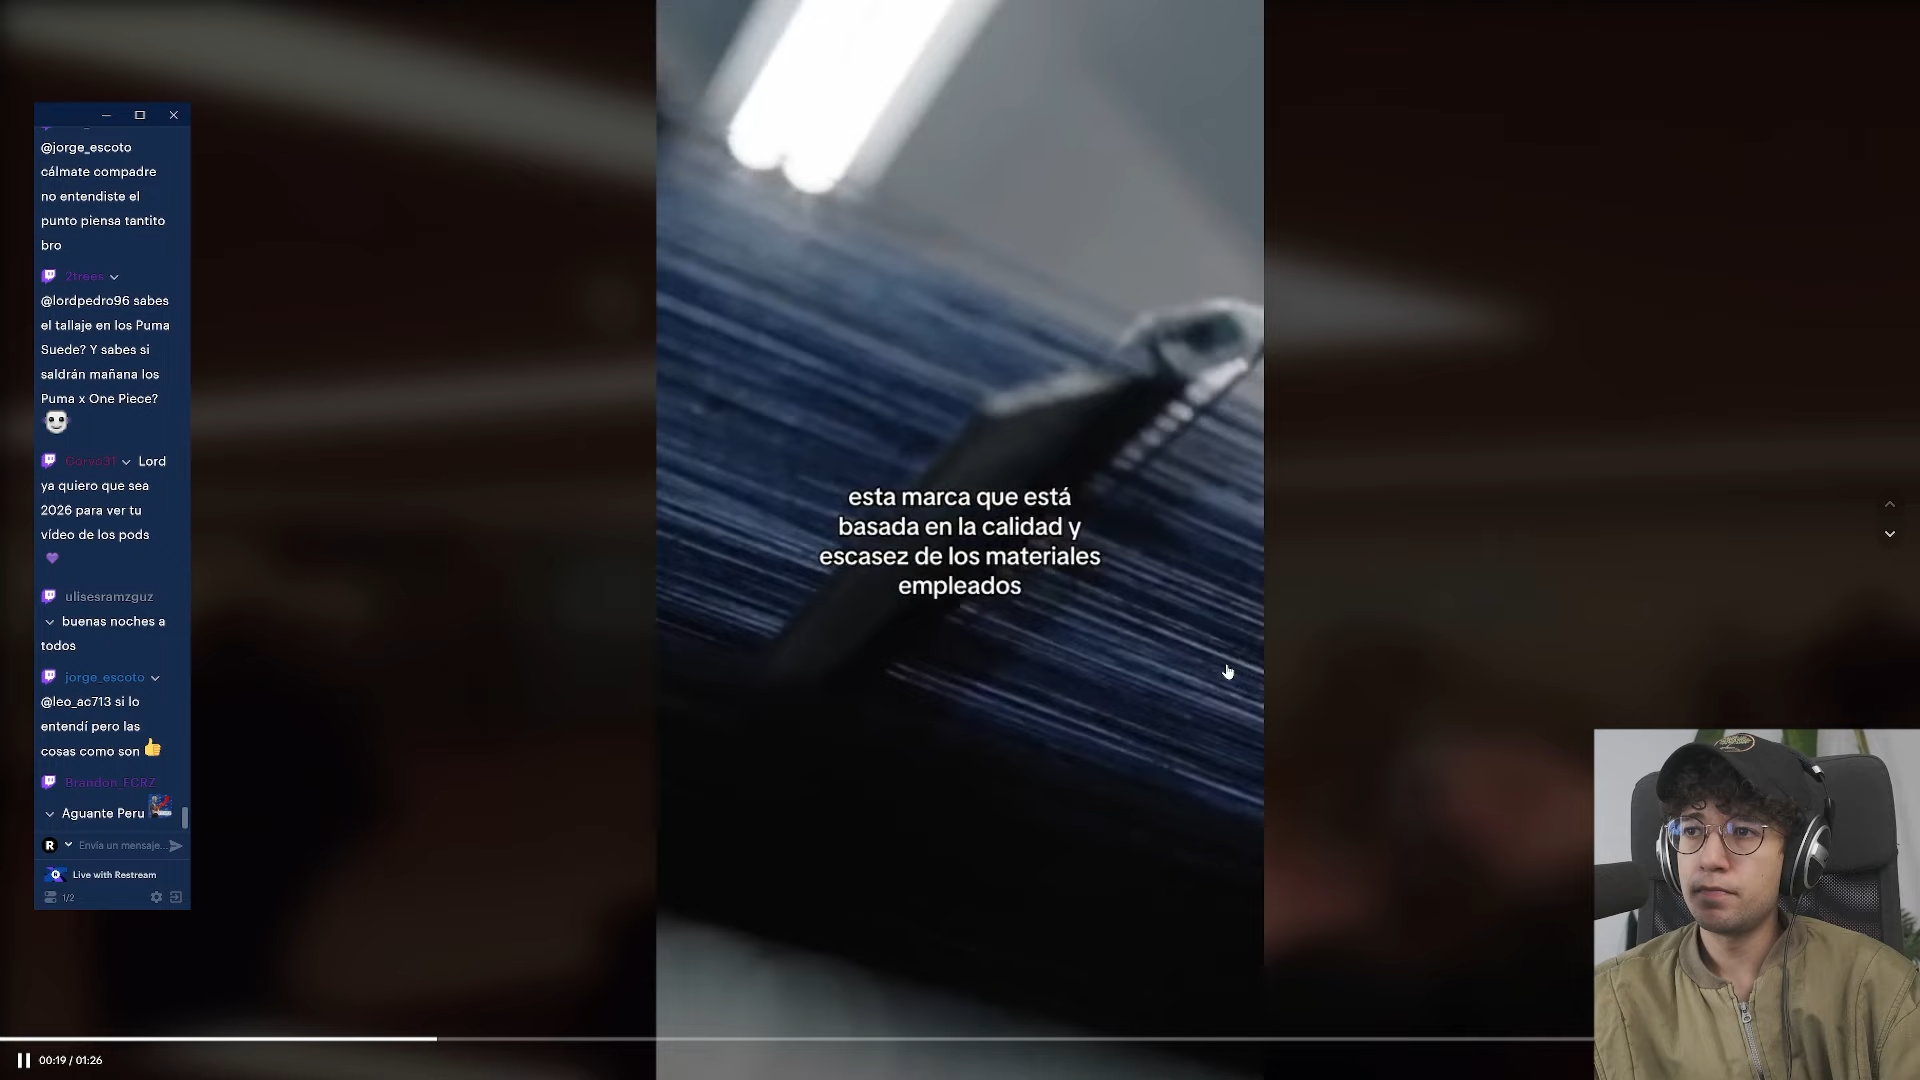 @jorge_escoto
cálmate compadre
no entendiste el
punto piensa tantito
bro
2trees
@lordpedro96 sabes
el tallaje en los Puma
Suede? Y sabes si
saldrán mañana los
Puma x One Piece?
Corvo31 Lord
ya quiero que sea
2026 para ver tu
vídeo de los pods
ulisesramzguz
buenas noches a
todos
jorge_escoto
@leo_ac713 si lo
entendí pero las
cosas como son
Brandon_FCRZ
Aguante Peru
R Envía un mensaje...
Live with Restream
1/2
esta marca que está
basada en la calidad y
escasez de los materiales
empleados
00:19 / 01:26